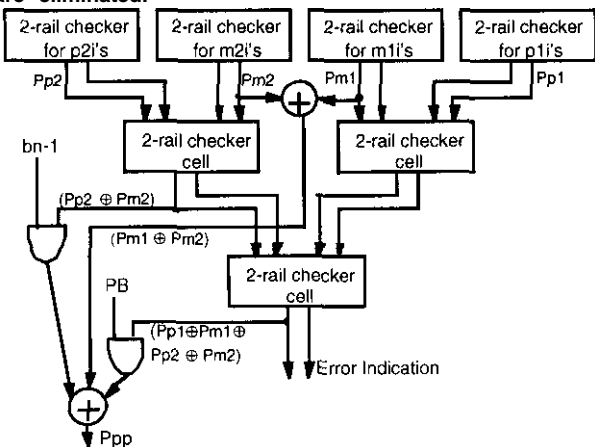 eliminated.
2-rail checker
for p2i's
2-rail checker
for m2i's
2-rail checker
for m1i's
2-rail checker
for p1i's
Pp2
Pm2
Pm1
Pp1
+
bn-1
2-rail checker
cell
2-rail checker
cell
(Pp2 ⊕ Pm2)
(Pm1 ⊕ Pm2)
2-rail checker
cell
PB
(Pp1⊕Pm1⊕
Pp2 ⊕ Pm2)
Error Indication
+
Ppp